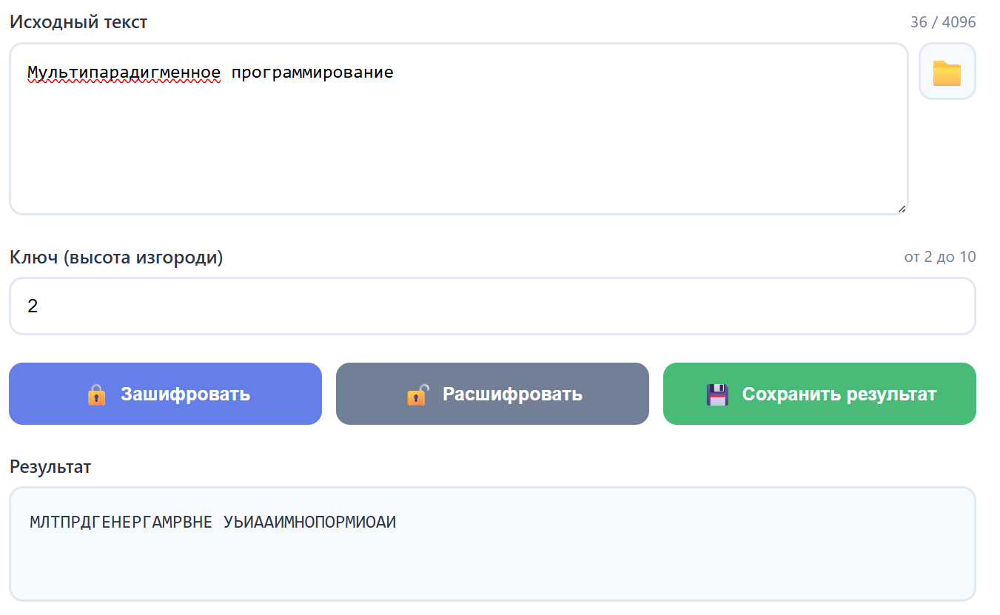 Исходный текст
36 / 4096
Мультипарадигменное программирование
Ключ (высота изгороди)
от 2 до 10
2
Зашифровать
Расшифровать
Сохранить результат
Результат
МЛТПРДГЕНЕРГАМРВНЕ УЬИААИМНОПОРМИОАИ